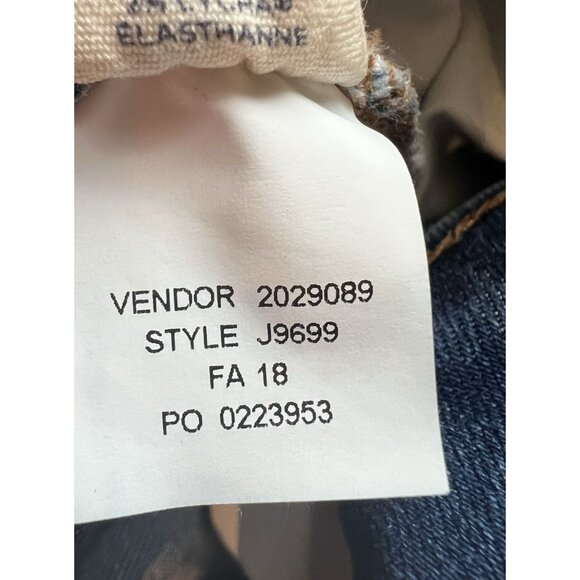 ELASTHANNE
VENDOR 2029089
STYLE J9699
FA 18
PO 0223953